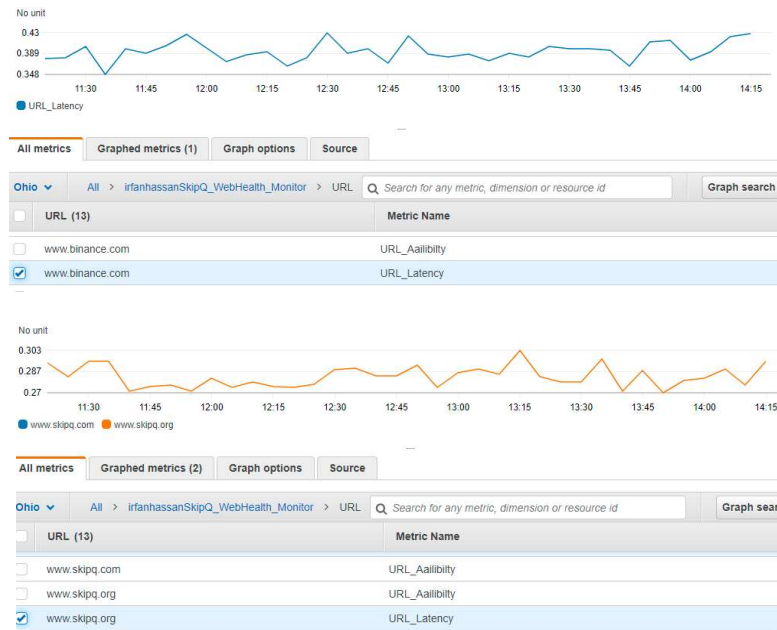 No unit
0.43
0.389
0.348
11:30 11:45 12:00 12:15 12:30 12:45 13:00 13:15 13:30 13:45 14:00 14:15
URL_Latency
All metrics Graphed metrics (1) Graph options Source
Ohio All > irfanhassanSkipQ_WebHealth_Monitor > URL Search for any metric, dimension or resource id Graph search
URL (13) Metric Name
www.binance.com URL_Aailibilty
www.binance.com URL_Latency
No unit
0.303
0.287
0.27
11:30 11:45 12:00 12:15 12:30 12:45 13:00 13:15 13:30 13:45 14:00 14:15
www.skipq.com www.skipq.org
All metrics Graphed metrics (2) Graph options Source
Ohio All > irfanhassanSkipQ_WebHealth_Monitor > URL Search for any metric, dimension or resource id Graph sear
URL (13) Metric Name
www.skipq.com URL_Aailibilty
www.skipq.org URL_Aailibilty
www.skipq.org URL_Latency